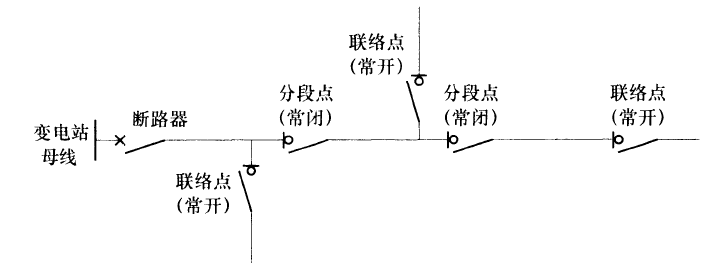 联络点
(常开)
分段点
(常闭)
分段点
(常闭)
联络点
(常开)
断路器
变电站
母线
联络点
(常开)